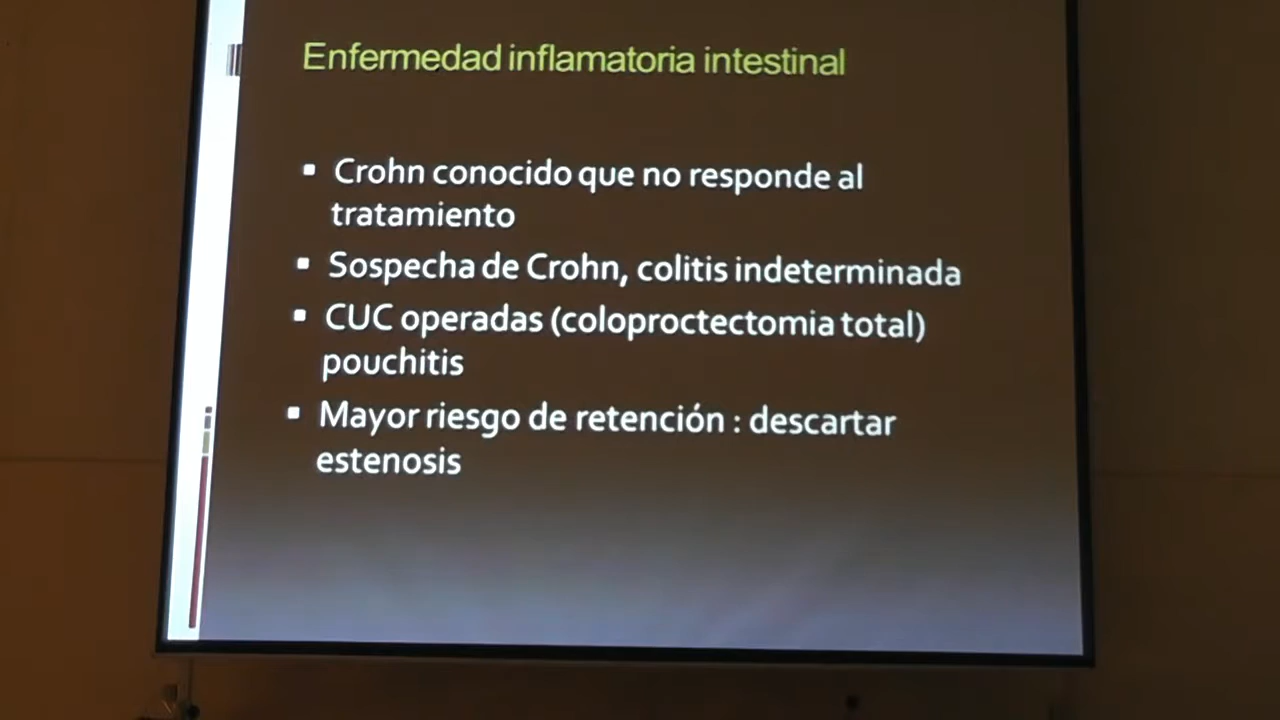 Enfermedad inflamatoria intestinal
▪ Crohn conocido que no responde al
tratamiento
▪ Sospecha de Crohn, colitis indeterminada
▪ CUC operadas (coloproctectomia total)
pouchitis
▪ Mayor riesgo de retención : descartar
estenosis